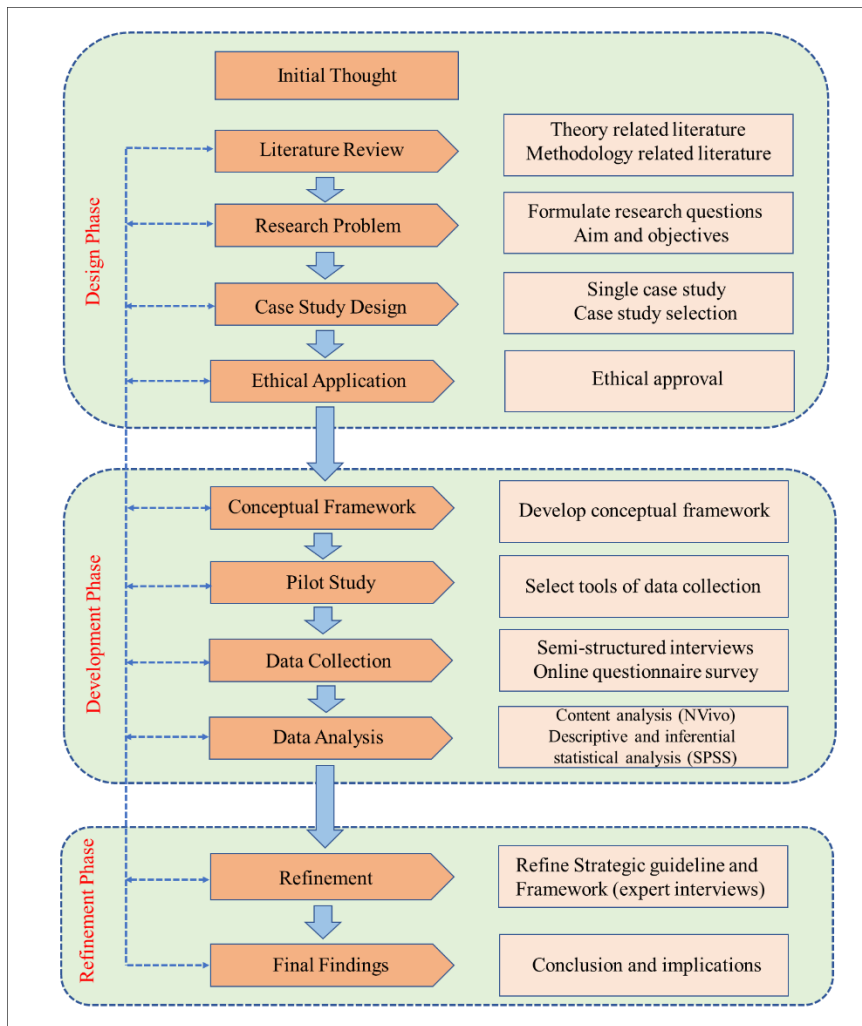 Initial Thought
Design Phase
Literature Review
Theory related literature
Methodology related literature
Research Problem
Formulate research questions
Aim and objectives
Case Study Design
Single case study
Case study selection
Ethical Application
Ethical approval
Development Phase
Conceptual Framework
Develop conceptual framework
Pilot Study
Select tools of data collection
Data Collection
Semi-structured interviews
Online questionnaire survey
Data Analysis
Content analysis (NVivo)
Descriptive and inferential
statistical analysis (SPSS)
Refinement Phase
Refinement
Refine Strategic guideline and
Framework (expert interviews)
Final Findings
Conclusion and implications